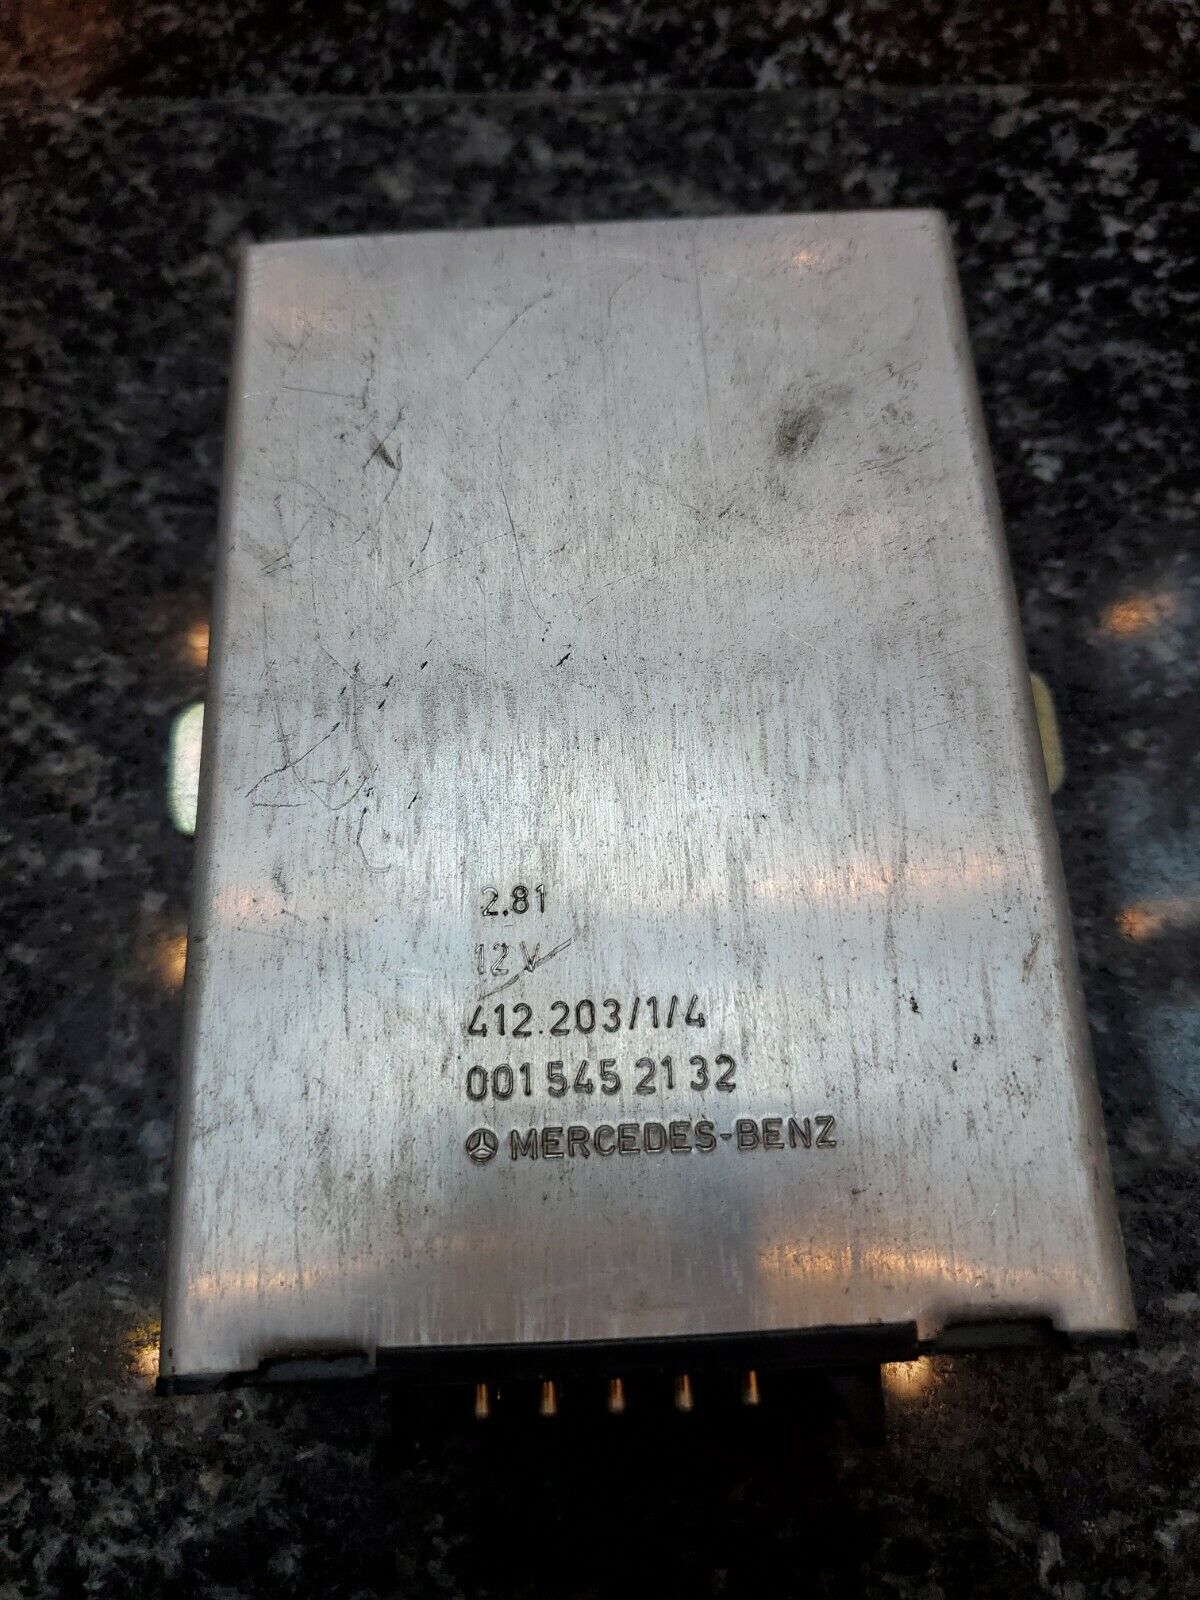 2.81
12 V
412.203/1/4
001 545 21 32
MERCEDES-BENZ